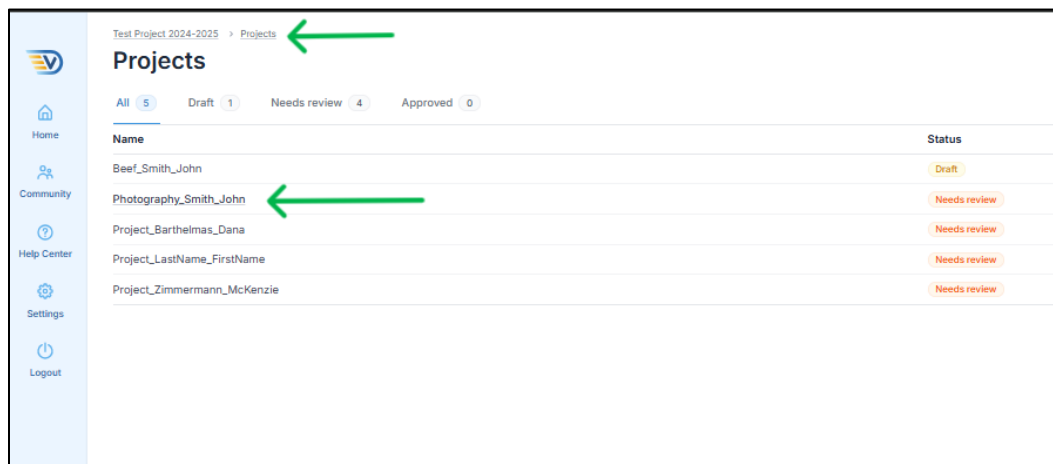 Test Project 2024-2025 > Projects
Projects
All 5 Draft 1 Needs review 4 Approved 0
Name Status
Beef_Smith_John Draft
Photography_Smith_John Needs review
Project_Barthelmas_Dana Needs review
Project_LastName_FirstName Needs review
Project_Zimmermann_McKenzie Needs review
V
Home
Community
Help Center
Settings
Logout